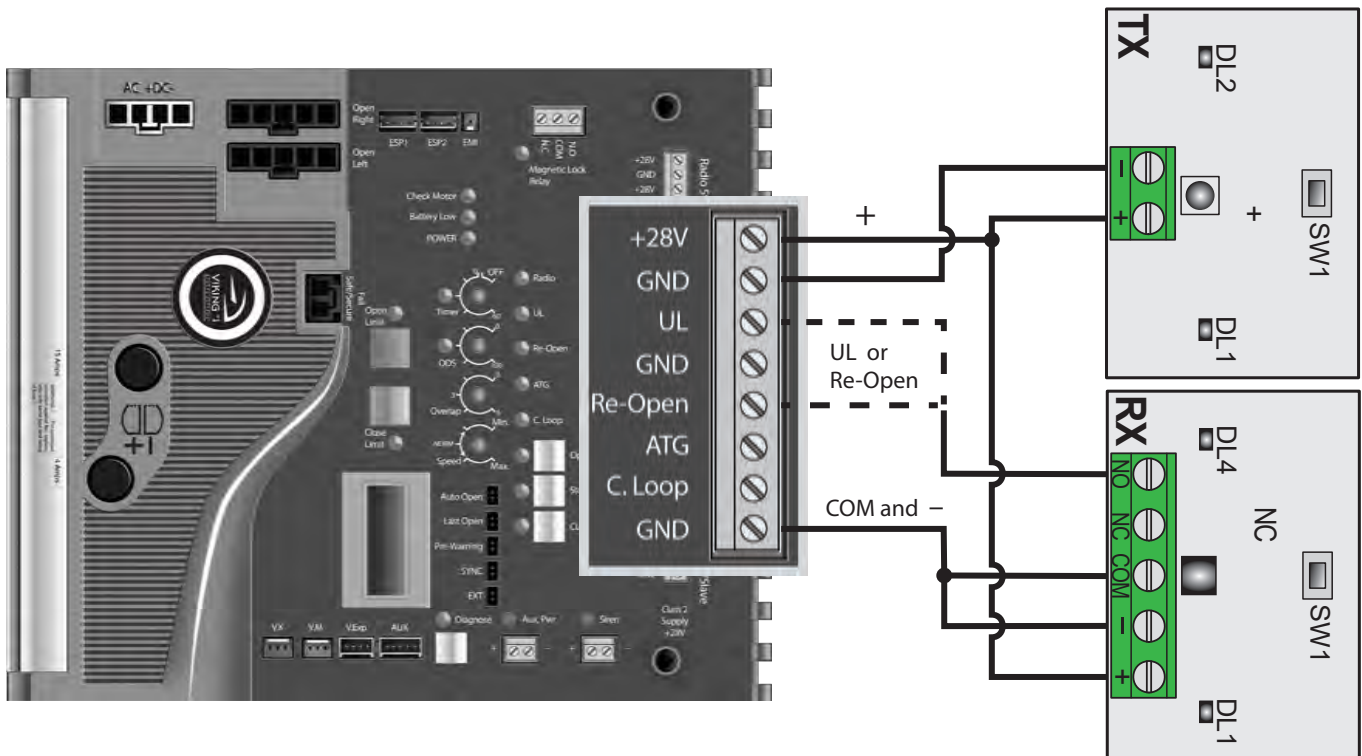 AC +DC-
Open
Right
Open
Left
ESP1
ESP2
N.C
COM
N.O
Magnetic Lock
Relay
+28V
GND
+28V
Check Motor
Battery Low
POWER
VIKING
Fail
Safe/Secure
Open
Limit
Close
Limit
Timer
OFF
ODS
Overlap
Min.
Speed
Max.
Radio
UL
Re-Open
ATG
C. Loop
Auto Open
Last Open
Pre-Warning
SYNC
EXT
V.X
V.M
V.Exp
AUX
Diagnose
Aux. Pwr
+
-
Siren
+
-
Class 2
Supply
+28V
+28V
GND
UL
GND
Re-Open
ATG
C. Loop
GND
+
UL or
Re-Open
COM and -
TX
DL2
-
+
+
SW1
DL1
RX
DL4
NO
NC
COM
-
+
NC
SW1
DL1